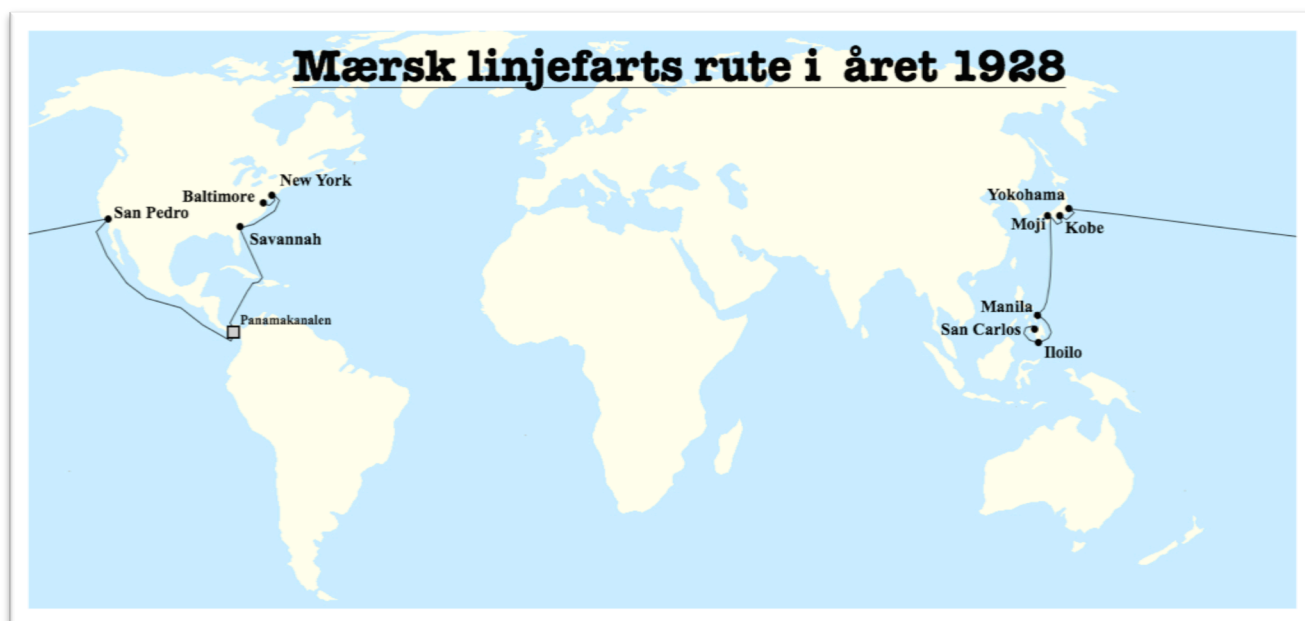 Mærsk linjefarts rute i året 1928
New York
Baltimore
San Pedro
Savannah
Panamakanalen
Yokohama
Moji
Kobe
Manila
San Carlos
Iloilo